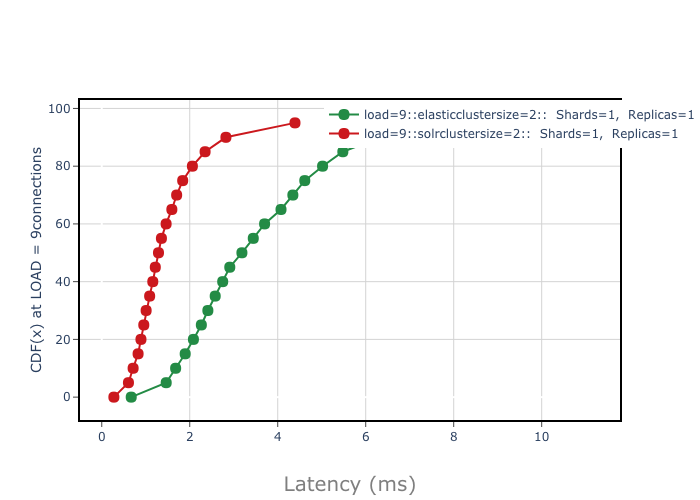 load=9::elasticclustersize=2::  Shards=1,  Replicas=1
load=9::solrclustersize=2::  Shards=1,  Replicas=1
100
80
60
40
20
0
CDF(x) at LOAD = 9connections
0 2 4 6 8 10
Latency (ms)